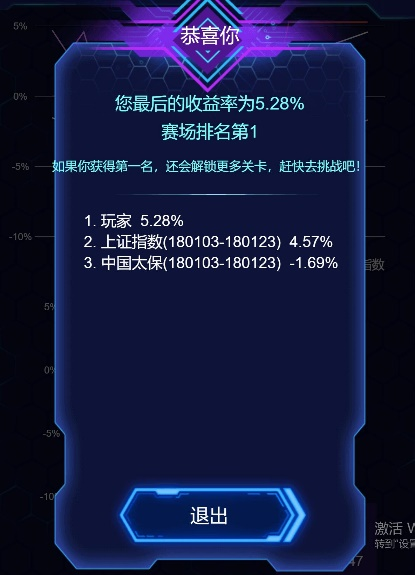 恭喜你
5%
您最后的收益率为5.28%
0%
赛场排名第1
-5%
如果你获得第一名，还会解锁更多关卡，赶快去挑战吧！
1. 玩家 5.28%
-10%
2. 上证指数(180103-180123) 4.57%
3. 中国太保(180103-180123) -1.69%
指数
5%
0%
-5%
-10
退出
激活 W
转到"设置
47